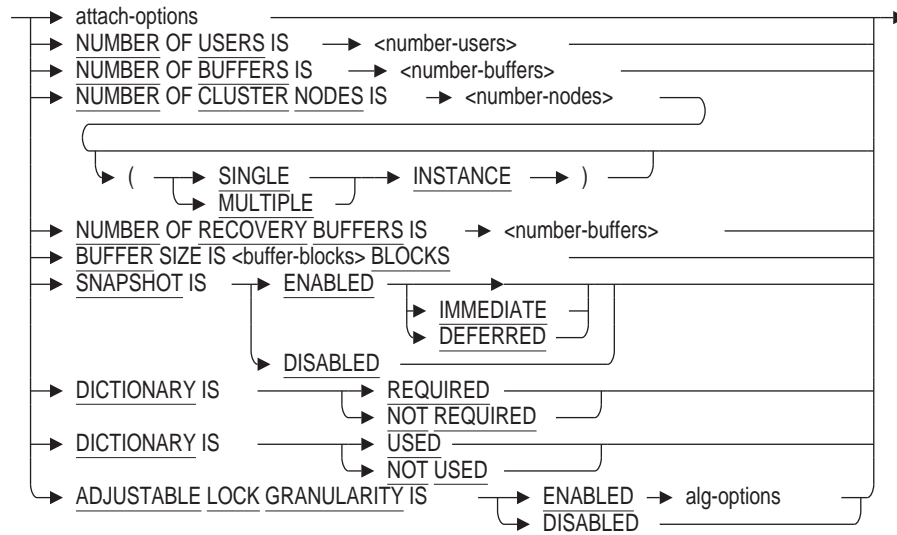 attach-options
NUMBER OF USERS IS <number-users>
NUMBER OF BUFFERS IS <number-buffers>
NUMBER OF CLUSTER NODES IS <number-nodes>
( SINGLE INSTANCE )
MULTIPLE
NUMBER OF RECOVERY BUFFERS IS <number-buffers>
BUFFER SIZE IS <buffer-blocks> BLOCKS
SNAPSHOT IS ENABLED
IMMEDIATE
DEFERRED
DISABLED
DICTIONARY IS REQUIRED
NOT REQUIRED
DICTIONARY IS USED
NOT USED
ADJUSTABLE LOCK GRANULARITY IS ENABLED alg-options
DISABLED